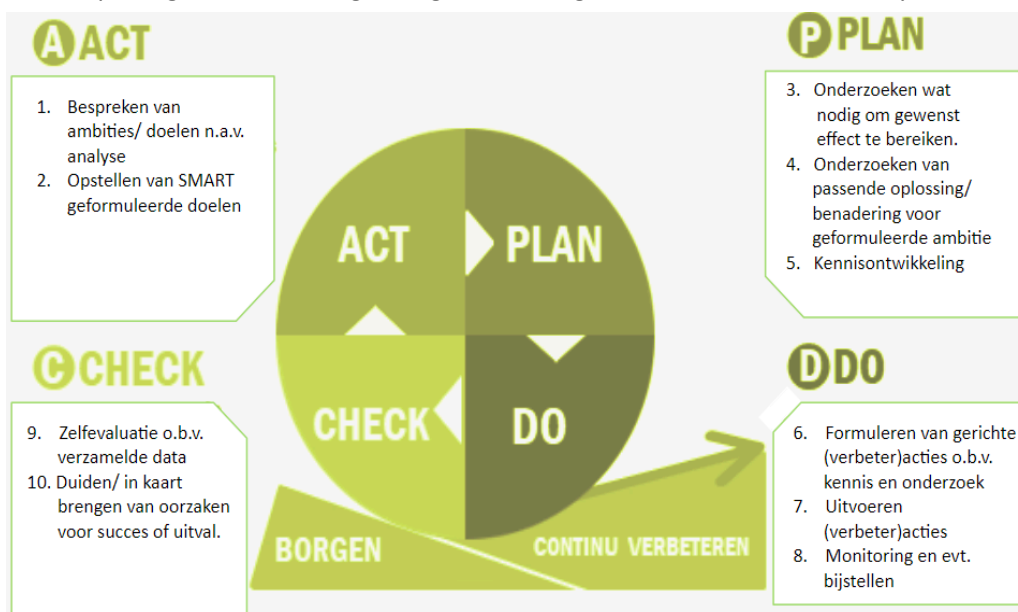 A ACT
1. Bespreken van
ambities/ doelen n.a.v.
analyse
2. Opstellen van SMART
geformuleerde doelen
P PLAN
3. Onderzoeken wat
nodig om gewenst
effect te bereiken.
4. Onderzoeken van
passende oplossing/
benadering voor
geformuleerde ambitie
5. Kennisontwikkeling
ACT
PLAN
CHECK
DO
BORGEN
CONTINU VERBETEREN
C CHECK
9. Zelfevaluatie o.b.v.
verzamelde data
10. Duiden/ in kaart
brengen van oorzaken
voor succes of uitval.
D DO
6. Formuleren van gerichte
(verbeter)acties o.b.v.
kennis en onderzoek
7. Uitvoeren
(verbeter)acties
8. Monitoring en evt.
bijstellen